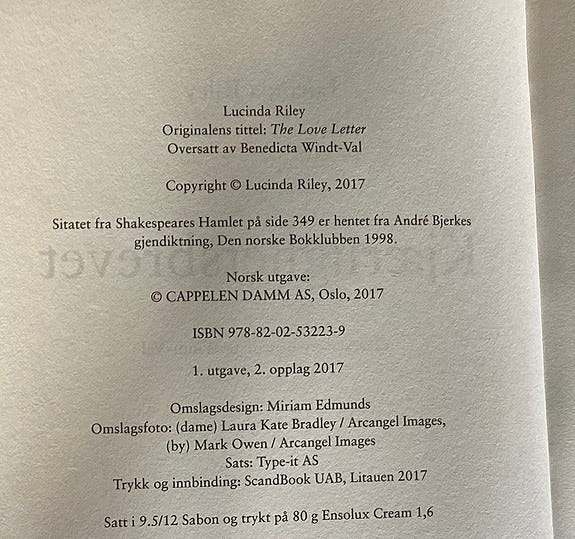 Lucinda Riley
Originalens tittel: The Love Letter
Oversatt av Benedicta Windt-Val
Copyright © Lucinda Riley, 2017
Sitatet fra Shakespeares Hamlet på side 349 er hentet fra André Bjerkes
gjendiktning, Den norske Bokklubben 1998.
Norsk utgave:
© CAPPELEN DAMM AS, Oslo, 2017
ISBN 978-82-02-53223-9
1. utgave, 2. opplag 2017
Omslagsdesign: Miriam Edmunds
Omslagsfoto: (dame) Laura Kate Bradley / Arcangel Images,
(by) Mark Owen / Arcangel Images
Sats: Type-it AS
Trykk og innbinding: ScandBook UAB, Litauen 2017
Satt i 9.5/12 Sabon og trykt på 80 g Ensolux Cream 1,6